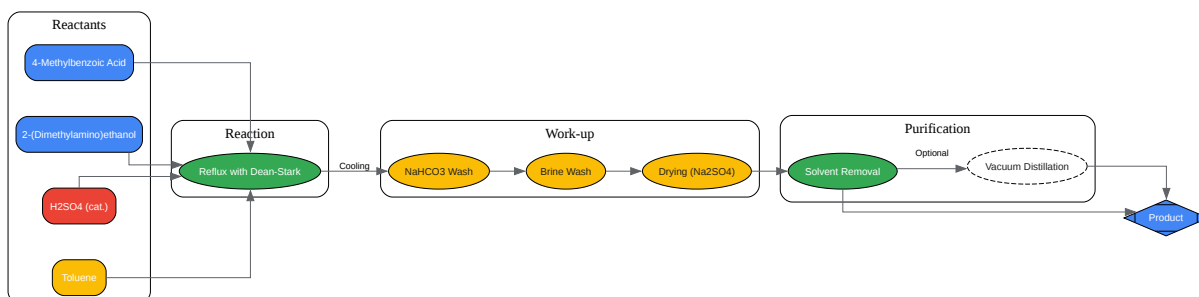 Reactants
4-Methylbenzoic Acid
2-(Dimethylamino)ethanol
H2SO4 (cat.)
Toluene
Reaction
Reflux with Dean-Stark
Cooling
Work-up
NaHCO3 Wash
Brine Wash
Drying (Na2SO4)
Purification
Solvent Removal
Optional
Vacuum Distillation
Product